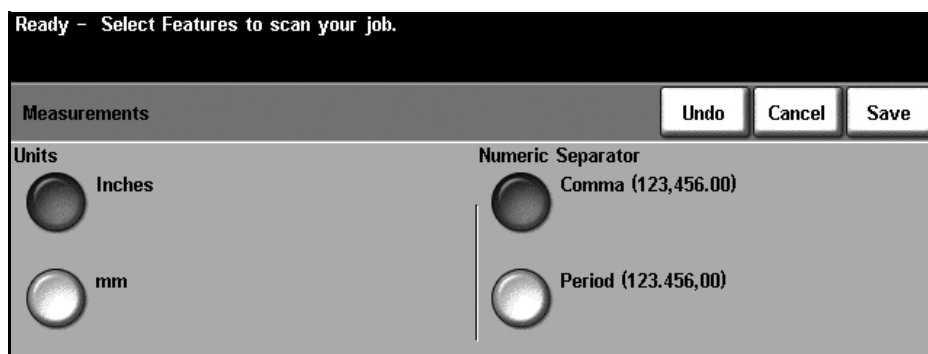 Ready - Select Features to scan your job.
Measurements
Undo
Cancel
Save
Units
Numeric Separator
Inches
Comma (123,456.00)
mm
Period (123.456,00)